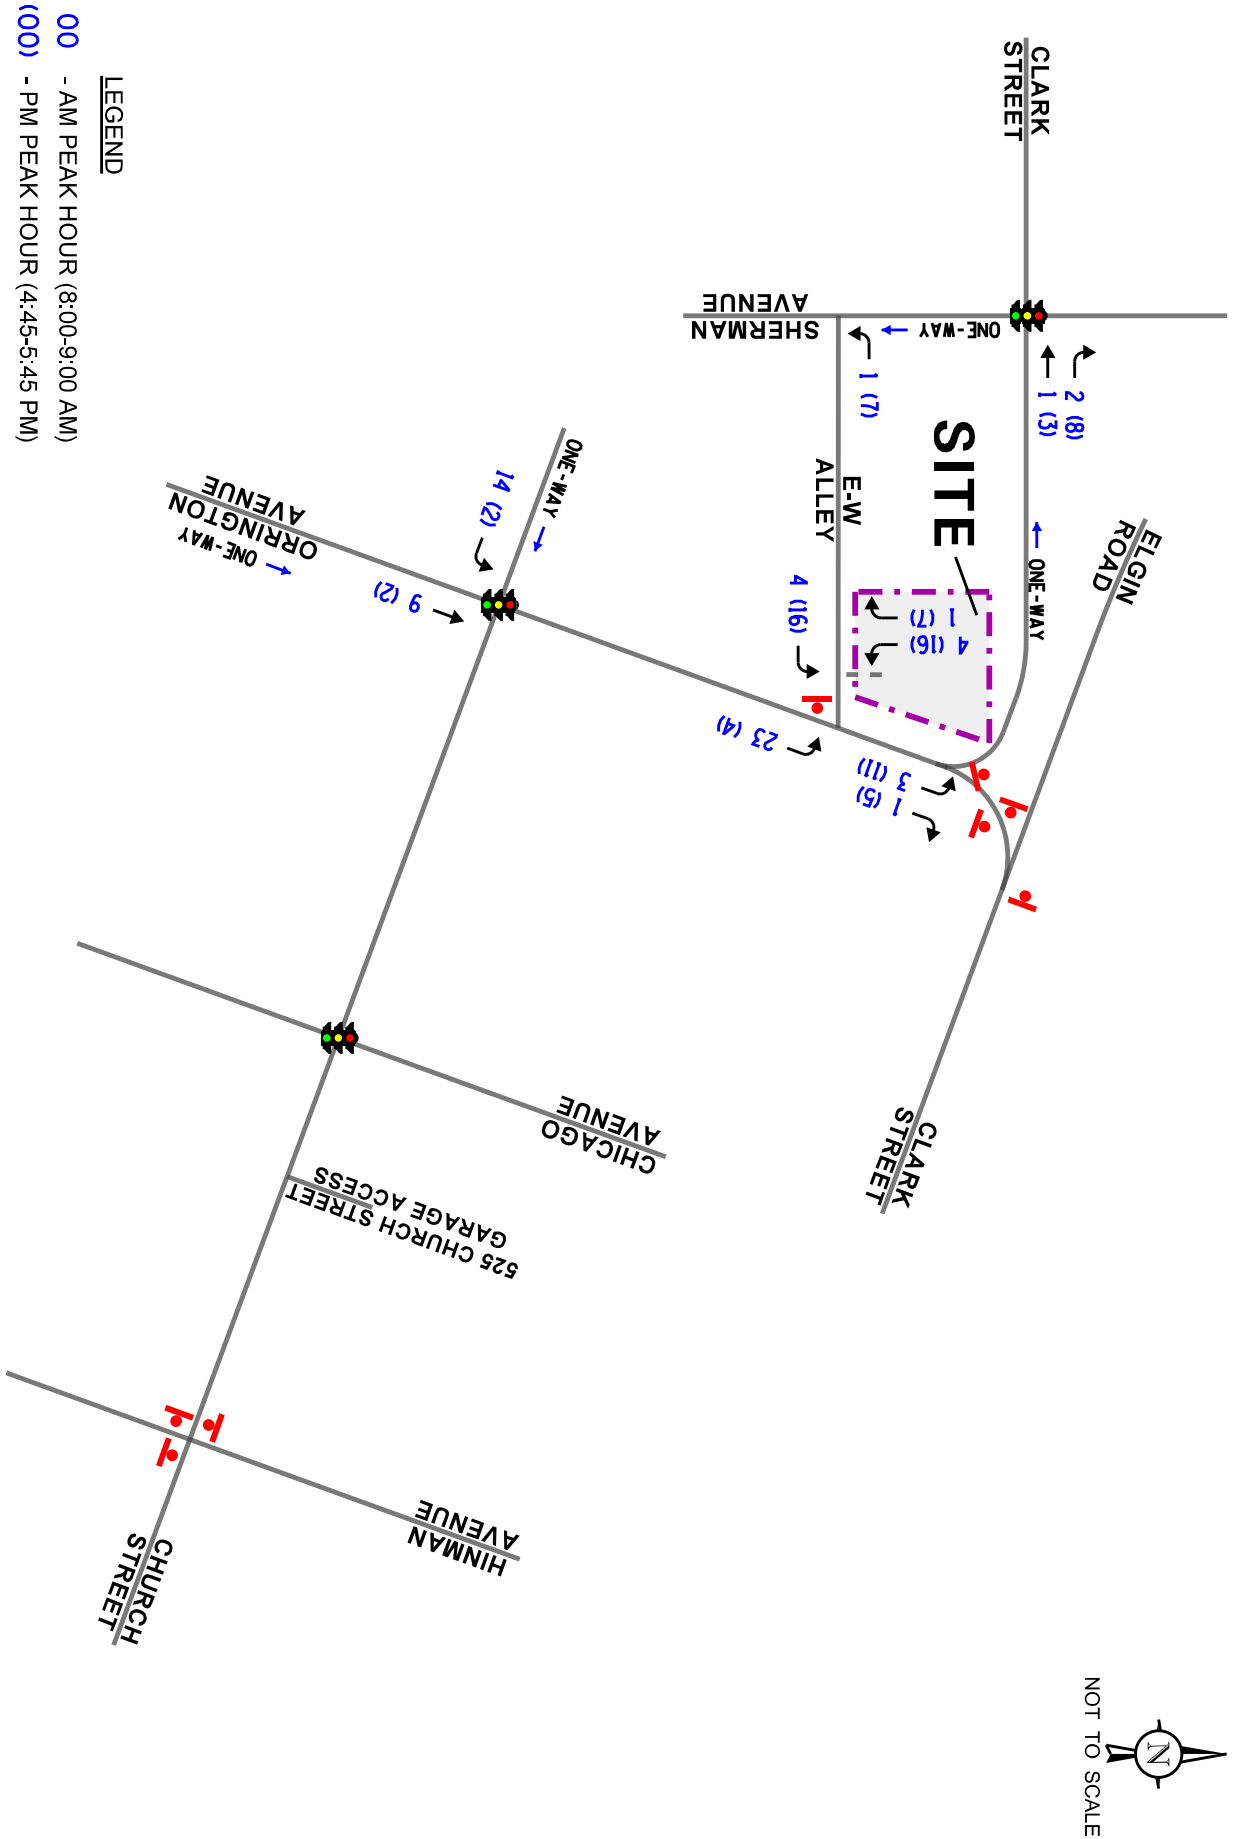 CLARK
STREET
ELGIN
ROAD
2 (8)
1 (3)
ONE-WAY
ONE-WAY
SITE
SHERMAN
AVENUE
1 (7)
E-W
ALLEY
1 (7)
4 (16)
4 (16)
3 (11)
1 (5)
23 (4)
CLARK
STREET
ONE-WAY
14 (2)
9 (2)
ORRINGTON
AVENUE
ONE-WAY
CHICAGO
AVENUE
525 CHURCH STREET
GARAGE ACCESS
HINMAN
AVENUE
CHURCH
STREET
LEGEND
00 - AM PEAK HOUR (8:00-9:00 AM)
(00) - PM PEAK HOUR (4:45-5:45 PM)
N
NOT TO SCALE